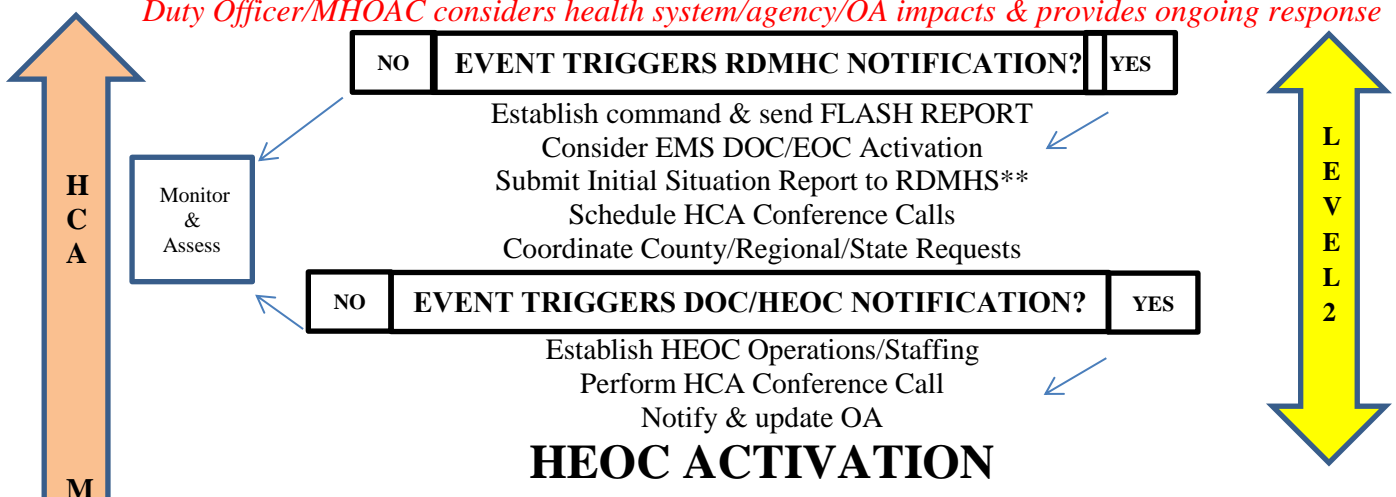 Duty Officer/MHOAC considers health system/agency/OA impacts & provides ongoing response
NO EVENT TRIGGERS RDMHC NOTIFICATION? YES
Establish command & send FLASH REPORT
Consider EMS DOC/EOC Activation
Submit Initial Situation Report to RDMHS**
Schedule HCA Conference Calls
Coordinate County/Regional/State Requests
H
C
A
Monitor
&
Assess
L
E
V
E
L
2
NO EVENT TRIGGERS DOC/HEOC NOTIFICATION? YES
Establish HEOC Operations/Staffing
Perform HCA Conference Call
Notify & update OA
HEOC ACTIVATION
M